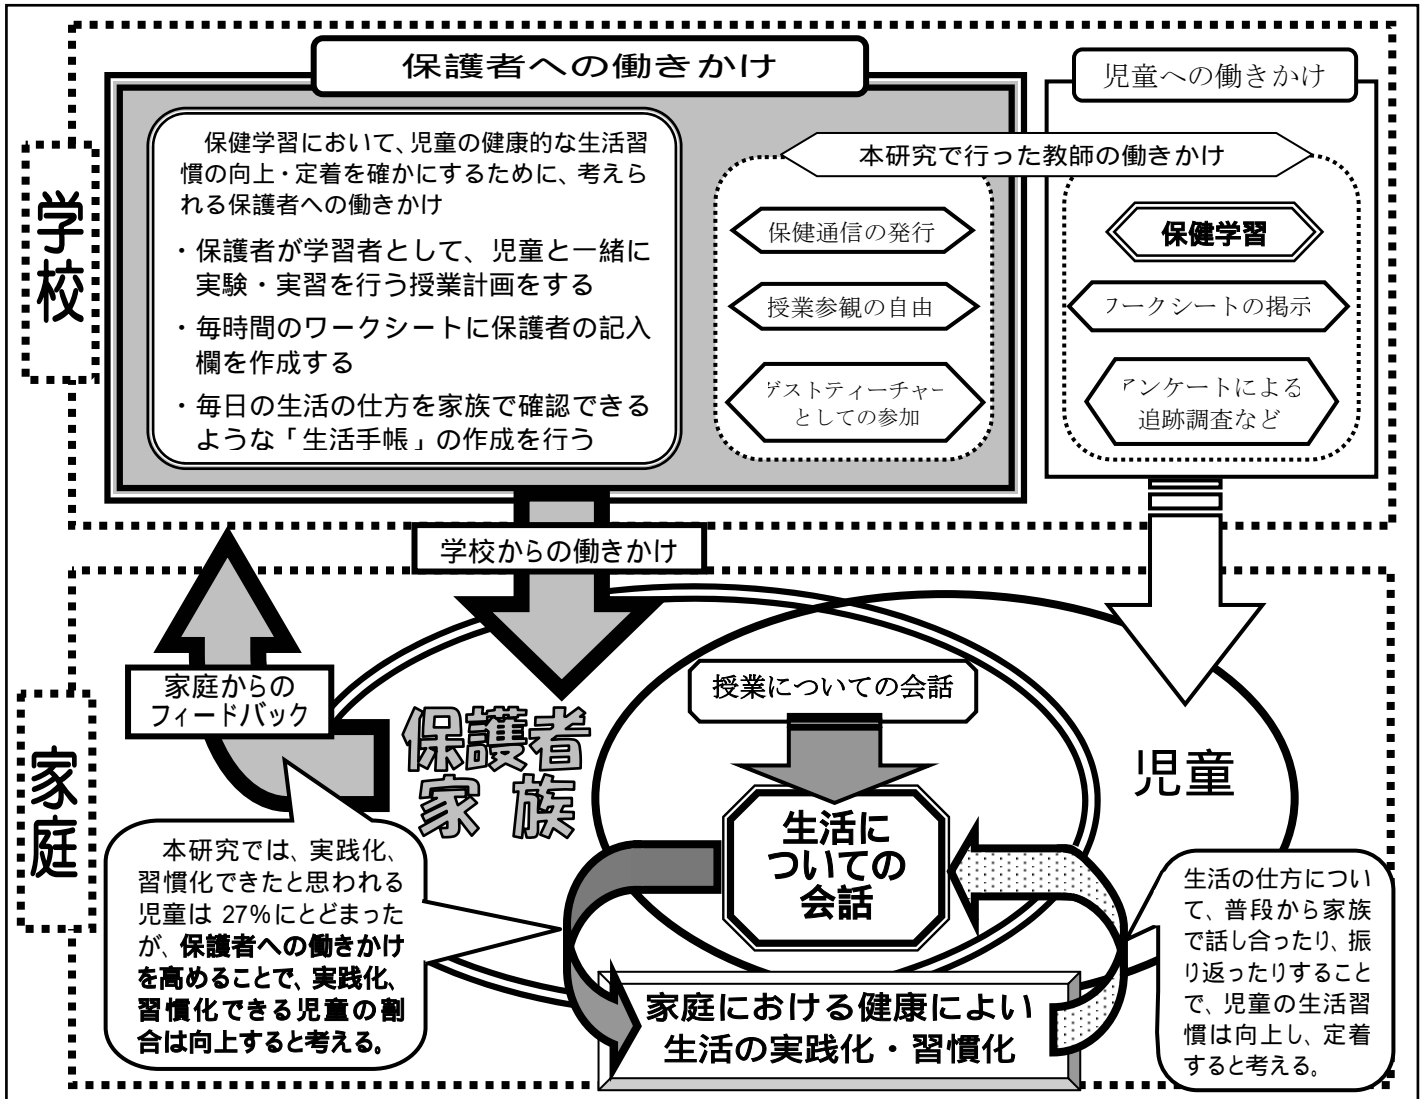 保護者への働きかけ
児童への働きかけ
学校
保健学習において、児童の健康的な生活習
慣の向上・定着を確かにするために、考えら
れる保護者への働きかけ
・保護者が学習者として、児童と一緒に
実験・実習を行う授業計画をする
・毎時間のワークシートに保護者の記入
欄を作成する
・毎日の生活の仕方を家族で確認できる
ような「生活手帳」の作成を行う
本研究で行った教師の働きかけ
保健通信の発行
授業参観の自由
ゲストティーチャー
としての参加
保健学習
ワークシートの掲示
アンケートによる
追跡調査など
学校からの働きかけ
家庭からの
フィードバック
家庭
保護者
家族
授業についての会話
生活に
ついての
会話
児童
本研究では、実践化、
習慣化できたと思われる
児童は 27%にとどまった
が、保護者への働きかけ
を高めることで、実践化、
習慣化できる児童の割
合は向上すると考える。
家庭における健康によい
生活の実践化・習慣化
生活の仕方につい
て、普段から家族
で話し合ったり、振
り返ったりすること
で、児童の生活習
慣は向上し、定着
すると考える。